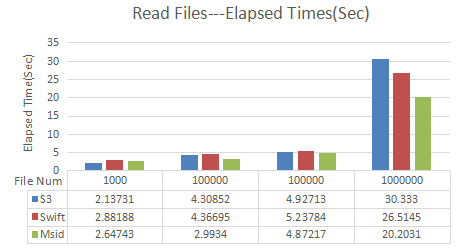 Read Files---Elapsed Times(Sec)
35
30
25
20
15
10
5
0
Elapsed Time(Sec)
File Num 1000 100000 100000 1000000
S3 2.13731 4.30852 4.92713 30.333
Swift 2.88188 4.36695 5.23784 26.5145
Msid 2.64743 2.9934 4.87217 20.2031